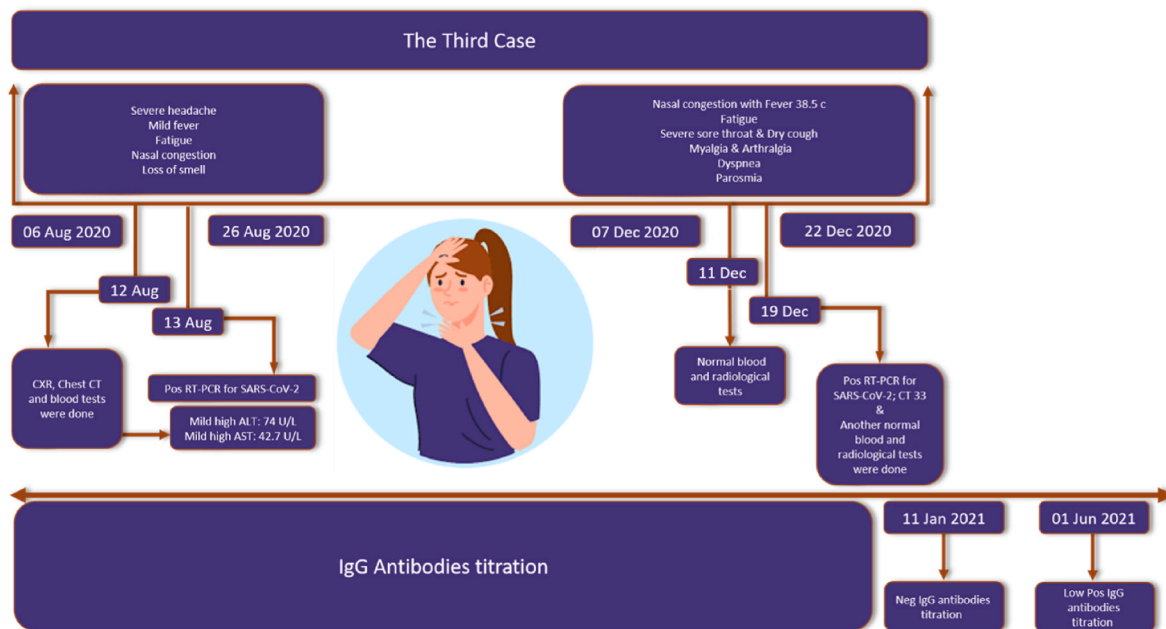 The Third Case
Severe headache
Mild fever
Fatigue
Nasal congestion
Loss of smell
Nasal congestion with Fever 38.5 c
Fatigue
Severe sore throat & Dry cough
Myalgia & Arthralgia
Dyspnea
Parosmia
06 Aug 2020
26 Aug 2020
07 Dec 2020
22 Dec 2020
12 Aug
13 Aug
11 Dec
19 Dec
CXR, Chest CT
and blood tests
were done
Pos RT-PCR for SARS-CoV-2
Mild high ALT: 74 U/L
Mild high AST: 42.7 U/L
Normal blood
and radiological
tests
Pos RT-PCR for
SARS-CoV-2; CT 33
&
Another normal
blood and
radiological tests
were done
IgG Antibodies titration
11 Jan 2021
01 Jun 2021
Neg IgG antibodies
titration
Low Pos IgG
antibodies
titration